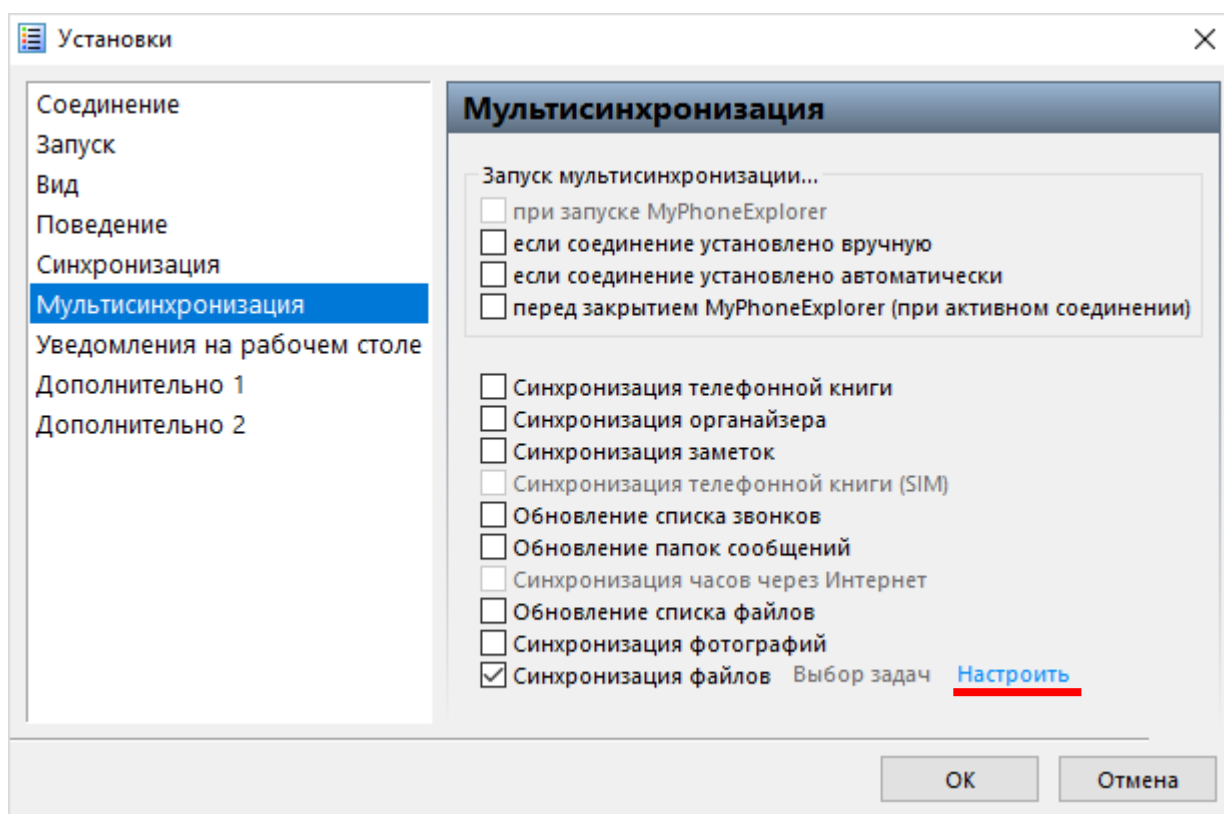 Установки
Соединение
Запуск
Вид
Поведение
Синхронизация
Мультисинхронизация
Уведомления на рабочем столе
Дополнительно 1
Дополнительно 2
Мультисинхронизация
Запуск мультисинхронизации...
при запуске MyPhoneExplorer
если соединение установлено вручную
если соединение установлено автоматически
перед закрытием MyPhoneExplorer (при активном соединении)
Синхронизация телефонной книги
Синхронизация органайзера
Синхронизация заметок
Синхронизация телефонной книги (SIM)
Обновление списка звонков
Обновление папок сообщений
Синхронизация часов через Интернет
Обновление списка файлов
Синхронизация фотографий
Синхронизация файлов Выбор задач Настроить
ОК Отмена